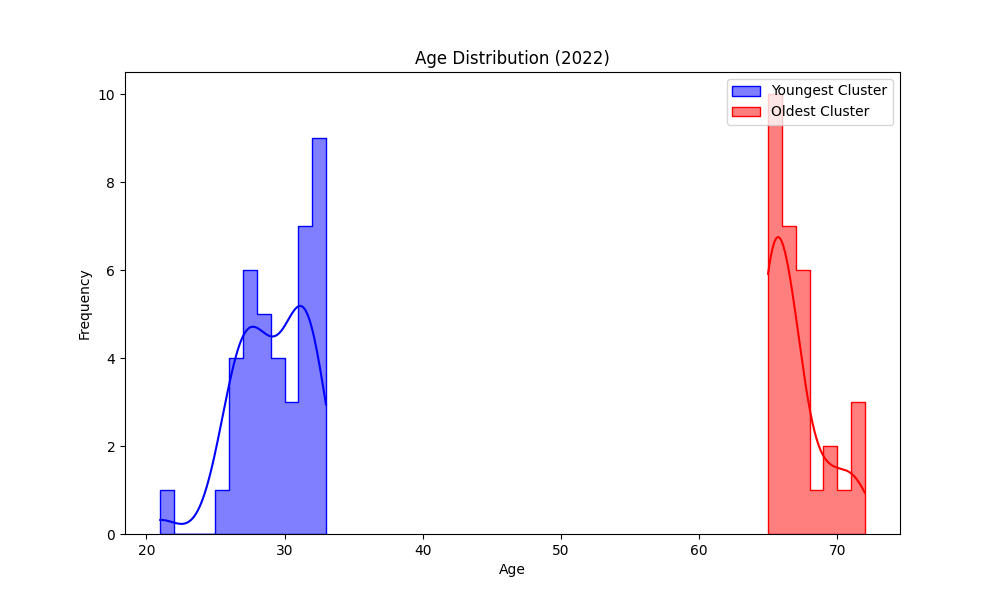 Age Distribution (2022)
Youngest Cluster
Oldest Cluster
10
8
6
4
2
0
Frequency
20 30 40 50 60 70
Age